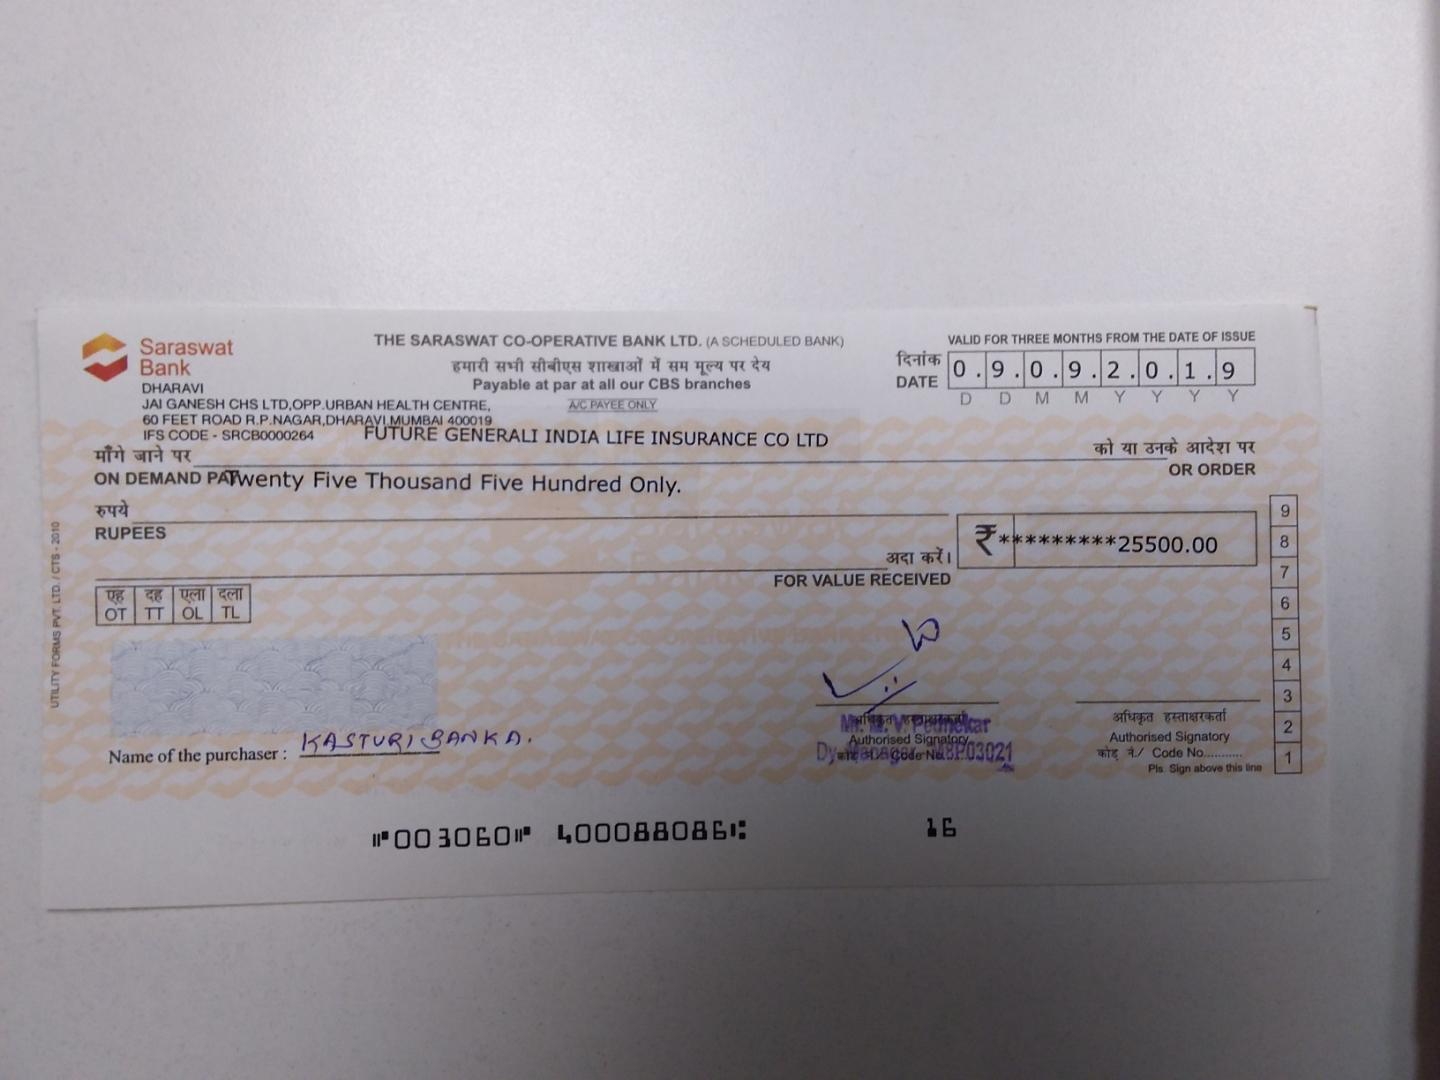 Saraswat
Bank
THE SARASWAT CO-OPERATIVE BANK LTD. (A SCHEDULED BANK)
हमारी सभी सीबीएस शाखाओं में सम मूल्य पर देय
Payable at par at all our CBS branches
A/C PAYEE ONLY
VALID FOR THREE MONTHS FROM THE DATE OF ISSUE
दिनांक
DATE
0.9.0.9.2.0.1.9
D D M M Y Y Y Y
DHARAVI
JAI GANESH CHS LTD,OPP.URBAN HEALTH CENTRE,
60 FEET ROAD R.P.NAGAR,DHARAVI,MUMBAI 400019
IFS CODE - SRCB0000264
FUTURE GENERALI INDIA LIFE INSURANCE CO LTD
माँगे जाने पर
को या उनके आदेश पर
ON DEMAND PAY
Twenty Five Thousand Five Hundred Only.
OR ORDER
रुपये
RUPEES
₹*********25500.00
अदा करें।
FOR VALUE RECEIVED
एह दह एला दला
OT TT OL TL
9
8
7
6
5
4
3
2
1
UTILITY FORMS PVT. LTD. / CTS - 2010
Name of the purchaser : KASTURI BANKA.
अधिकृत हस्ताक्षरकर्ता
Authorised Signatory
Code No.
अधिकृत हस्ताक्षरकर्ता
Authorised Signatory
कोड़ नं./ Code No...........
Pls. Sign above this line
⑈003060⑈ 400088086⑆ 16